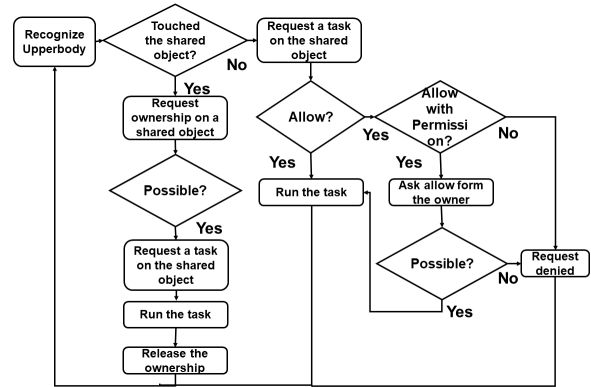 Recognize
Upperbody
Touched
the shared
object?
No
Yes
Request a task
on the shared
object
Request
ownership on a
shared object
Allow?
Yes
Yes
Allow
with
Permissi
on?
No
Yes
Possible?
Yes
Run the task
Ask allow form
the owner
Request a task
on the shared
object
Possible?
No
Yes
Request
denied
Run the task
Release the
ownership